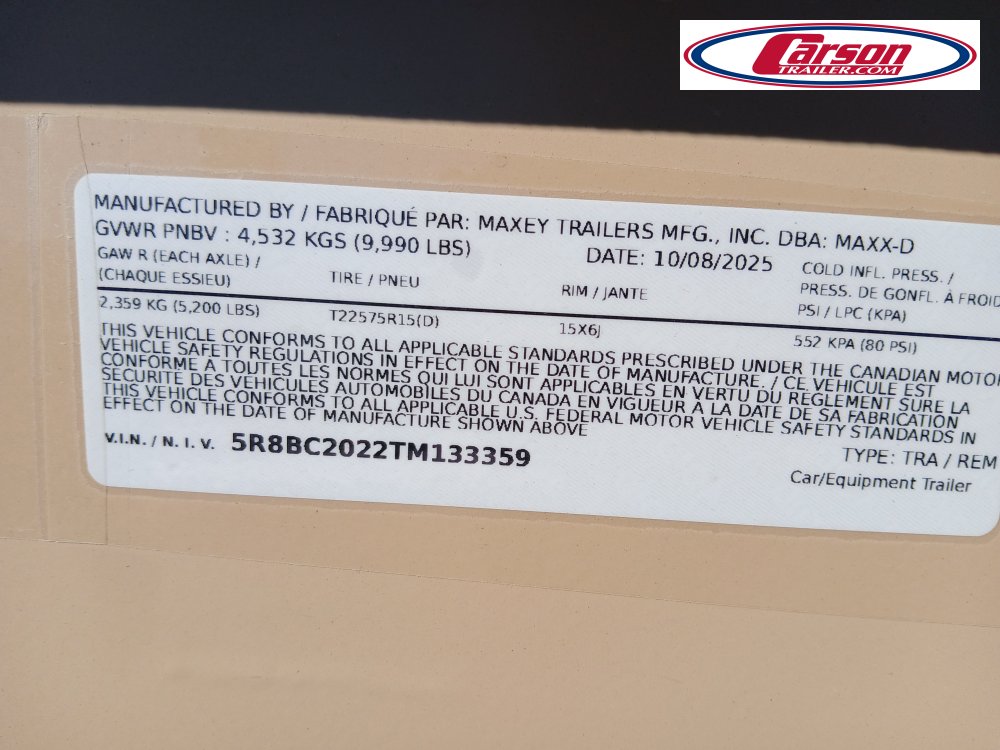 Carson
TRAILER.COM
MANUFACTURED BY / FABRIQUÉ PAR: MAXEY TRAILERS MFG., INC. DBA: MAXX-D
GVWR PNBV : 4,532 KGS (9,990 LBS)
DATE: 10/08/2025
GAW R (EACH AXLE) /
(CHAQUE ESSIEU)
TIRE / PNEU
RIM / JANTE
COLD INFL. PRESS. /
PRESS. DE GONFL. À FROID
PSI / LPC (KPA)
2,359 KG (5,200 LBS)
T22575R15(D)
15X6J
552 KPA (80 PSI)
THIS VEHICLE CONFORMS TO ALL APPLICABLE STANDARDS PRESCRIBED UNDER THE CANADIAN MOTOR
VEHICLE SAFETY REGULATIONS IN EFFECT ON THE DATE OF MANUFACTURE. / CE VEHICULE EST
CONFORME A TOUTES LES NORMES QUI LUI SONT APPLICABLES EN VERTU DU REGLEMENT SURE LA
SECURITE DES VEHICULES AUTOMOBILES DU CANADA EN VIGUEUR À LA DATE DE SA FABRICATION
THIS VEHICLE CONFORMS TO ALL APPLICABLE U.S. FEDERAL MOTOR VEHICLE SAFETY STANDARDS IN
EFFECT ON THE DATE OF MANUFACTURE SHOWN ABOVE
V.I.N. / N. I. V. 5R8BC2022TM133359
TYPE: TRA / REM
Car/Equipment Trailer